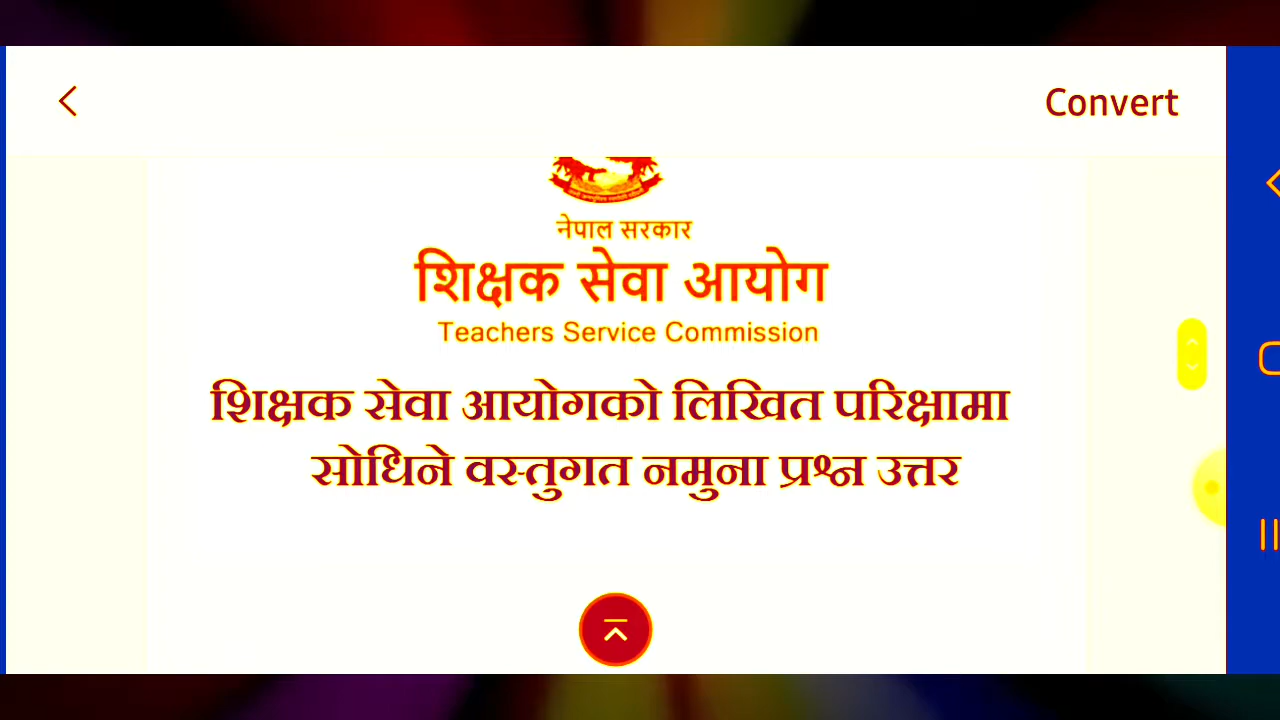 Convert
नेपाल सरकार
शिक्षक सेवा आयोग
Teachers Service Commission
शिक्षक सेवा आयोगको लिखित परिक्षामा
सोधिने वस्तुगत नमुना प्रश्न उत्तर